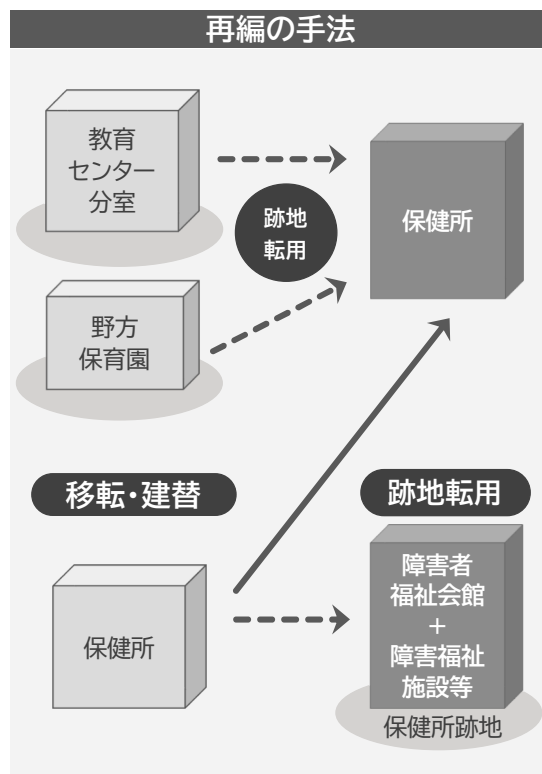 再編の手法
教育
センター
分室
跡地
転用
保健所
野方
保育園
移転・建替
跡地転用
保健所
障害者
福祉会館
+
障害福祉
施設等
保健所跡地